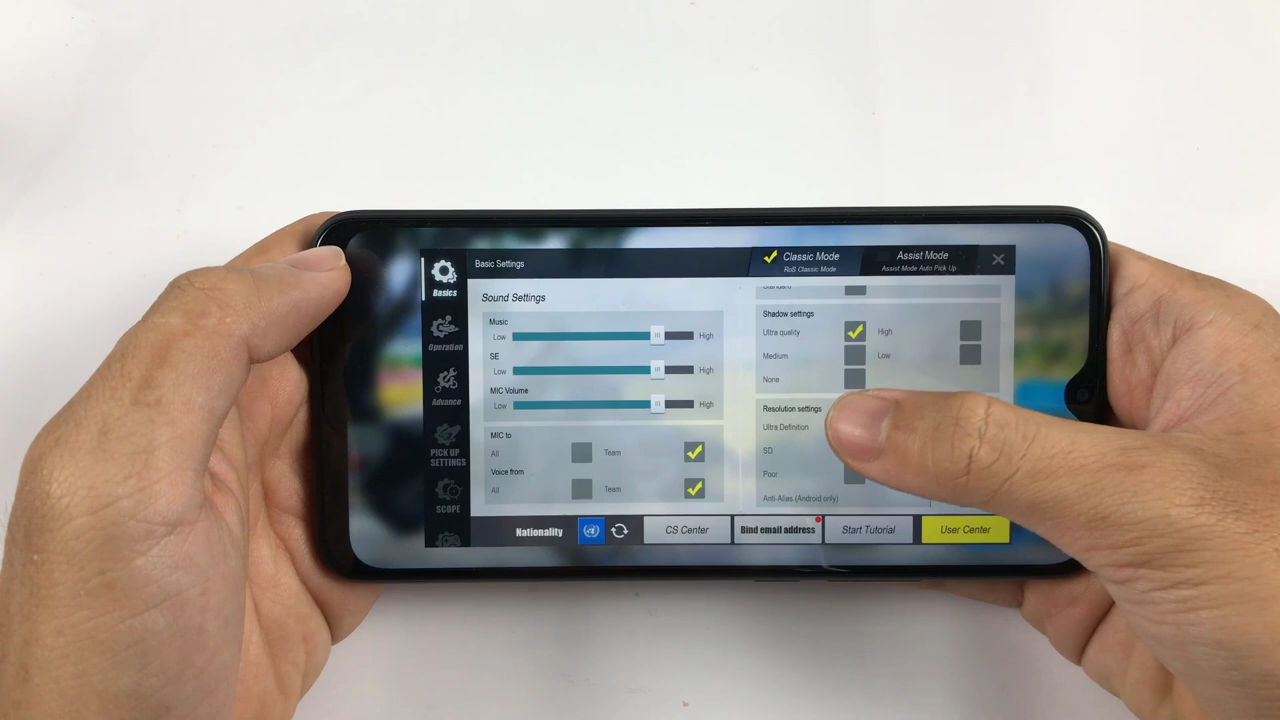 Basic Settings
Classic Mode
RoS Classic Mode
Assist Mode
Assist Mode Auto Pick Up
Basics
Operation
Advance
PICK UP
SETTINGS
SCOPE
Sound Settings
Music
Low High
SE
Low High
MIC Volume
Low High
MIC to
All Team
Voice from
All Team
Standard
Shadow settings
Ultra quality High
Medium Low
None
Resolution settings
Ultra Definition
SD
Poor
Anti-Alias (Android only)
Nationality
CS Center
Bind email address
Start Tutorial
User Center